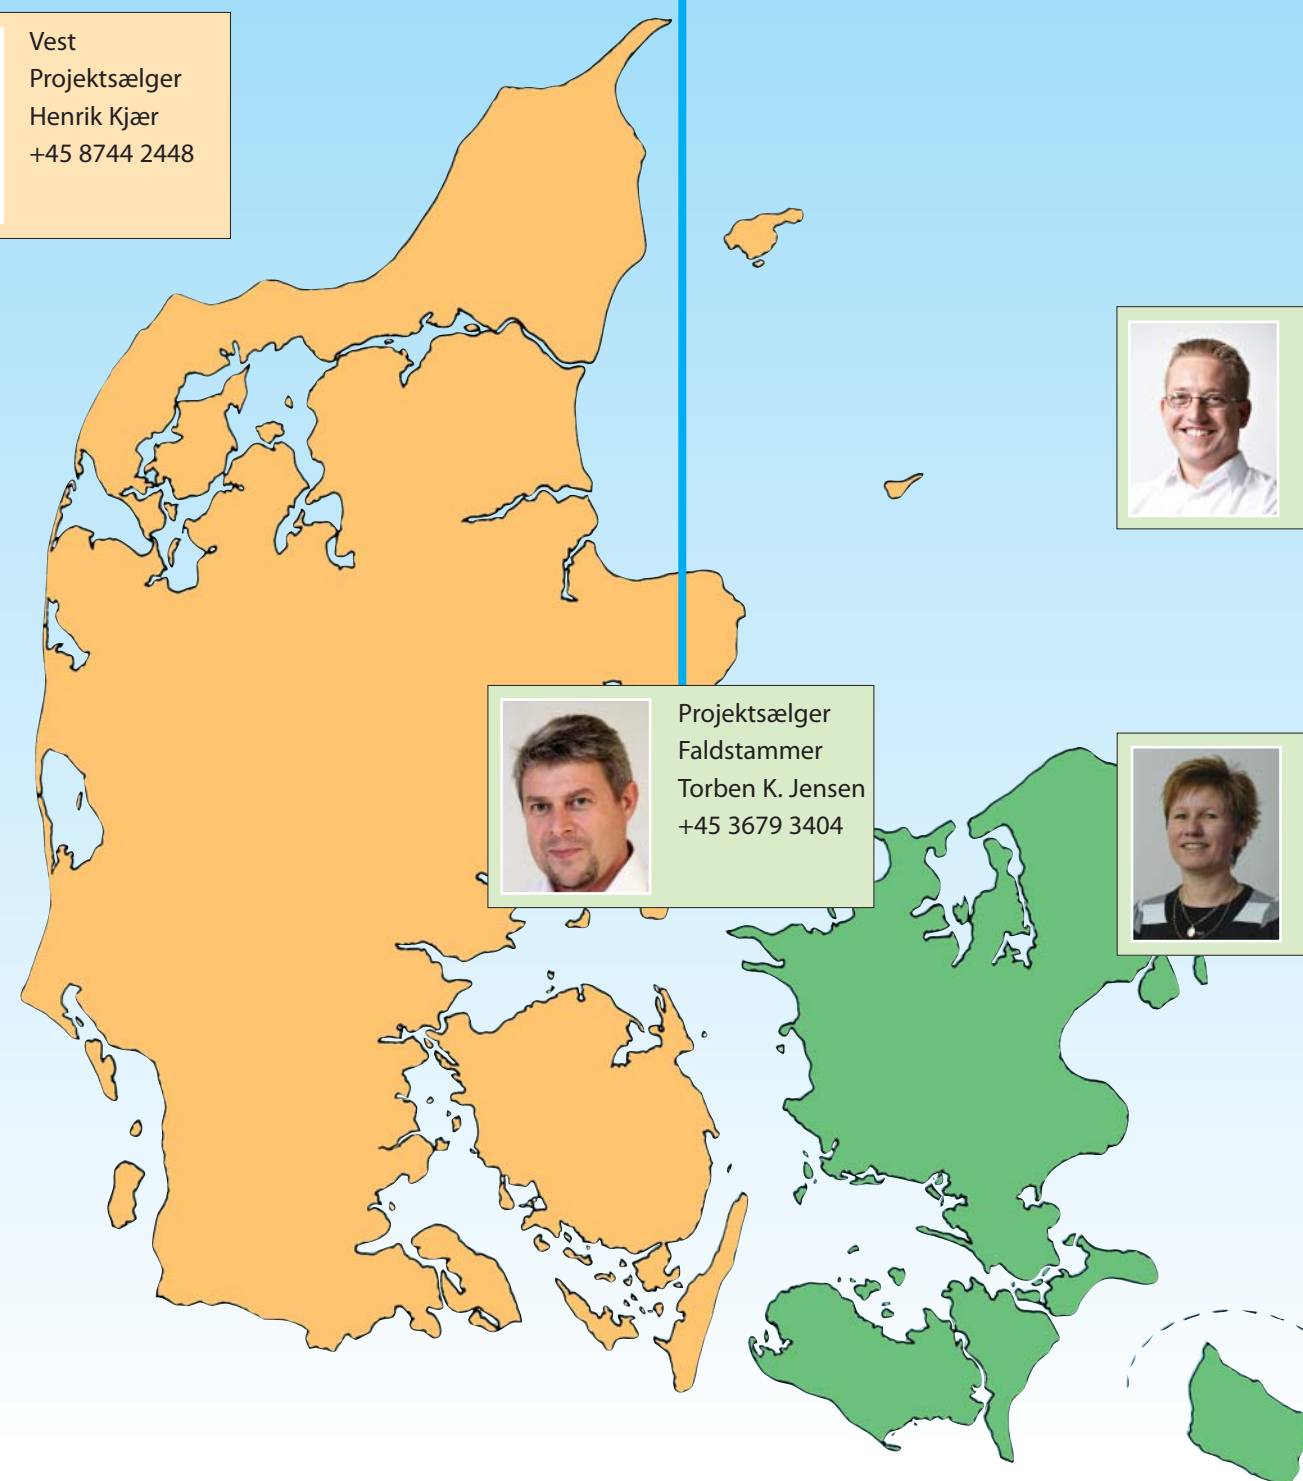 Vest
Projektsælger
Henrik Kjær
+45 8744 2448
Projektsælger
Faldstammer
Torben K. Jensen
+45 3679 3404